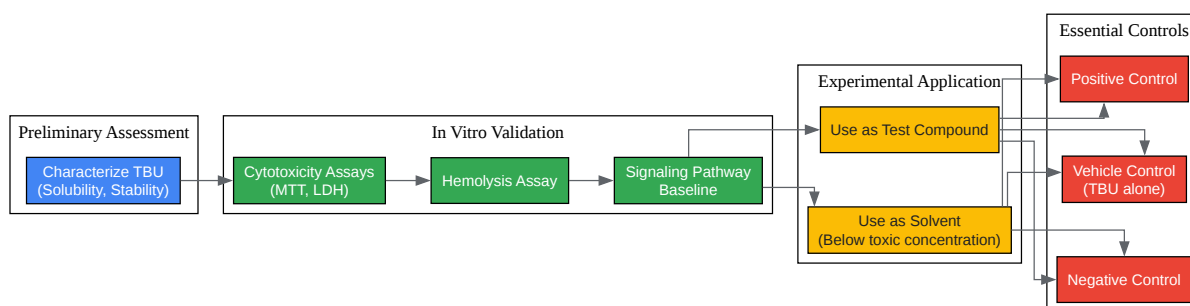 Preliminary Assessment
Characterize TBU
(Solubility, Stability)
In Vitro Validation
Cytotoxicity Assays
(MTT, LDH)
Hemolysis Assay
Signaling Pathway
Baseline
Experimental Application
Use as Test Compound
Use as Solvent
(Below toxic concentration)
Essential Controls
Positive Control
Vehicle Control
(TBU alone)
Negative Control